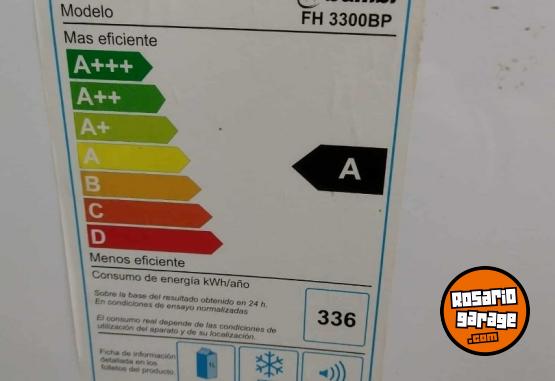 Modelo
FH 3300BP
Mas eficiente
A+++
A++
A+
A
A
B
C
D
Menos eficiente
Consumo de energía kWh/año
Sobre la base del resultado obtenido en 24 h.
En condiciones de ensayo normalizadas
El consumo real depende de las condiciones de
utilización del aparato y de su localización.
336
Ficha de información
detallada en los
folletos del producto
ROSARIO
GARAGE
.COM